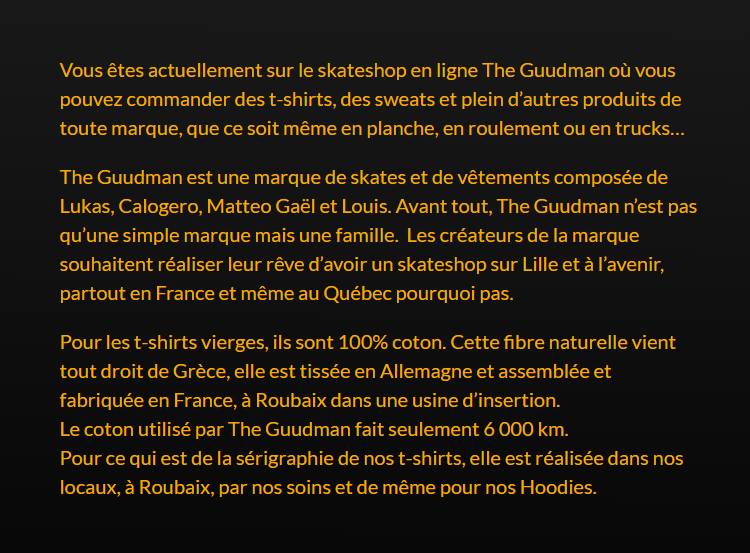 Vous êtes actuellement sur le skateshop en ligne The Guudman où vous
pouvez commander des t-shirts, des sweats et plein d’autres produits de
toute marque, que ce soit même en planche, en roulement ou en trucks…
The Guudman est une marque de skates et de vêtements composée de
Lukas, Calogero, Matteo Gaël et Louis. Avant tout, The Guudman n’est pas
qu’une simple marque mais une famille.  Les créateurs de la marque
souhaitent réaliser leur rêve d’avoir un skateshop sur Lille et à l’avenir,
partout en France et même au Québec pourquoi pas.
Pour les t-shirts vierges, ils sont 100% coton. Cette fibre naturelle vient
tout droit de Grèce, elle est tissée en Allemagne et assemblée et
fabriquée en France, à Roubaix dans une usine d’insertion.
Le coton utilisé par The Guudman fait seulement 6 000 km.
Pour ce qui est de la sérigraphie de nos t-shirts, elle est réalisée dans nos
locaux, à Roubaix, par nos soins et de même pour nos Hoodies.